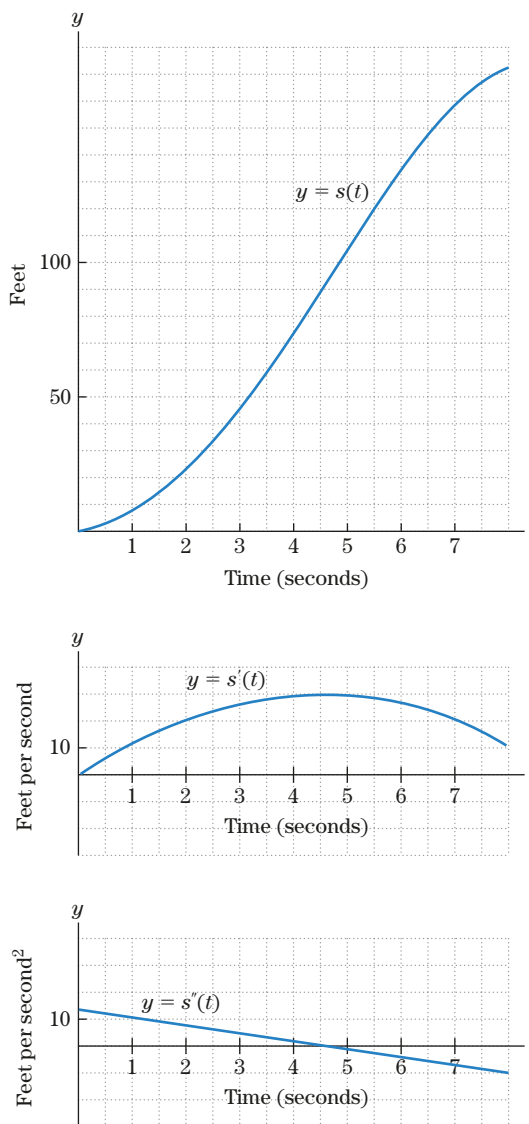 y
y = s(t)
100
Feet
50
1 2 3 4 5 6 7
Time (seconds)
y
y = s′(t)
Feet per second
10
1 2 3 4 5 6 7
Time (seconds)
y
y = s″(t)
Feet per second²
10
1 2 3 4 5 6 7
Time (seconds)